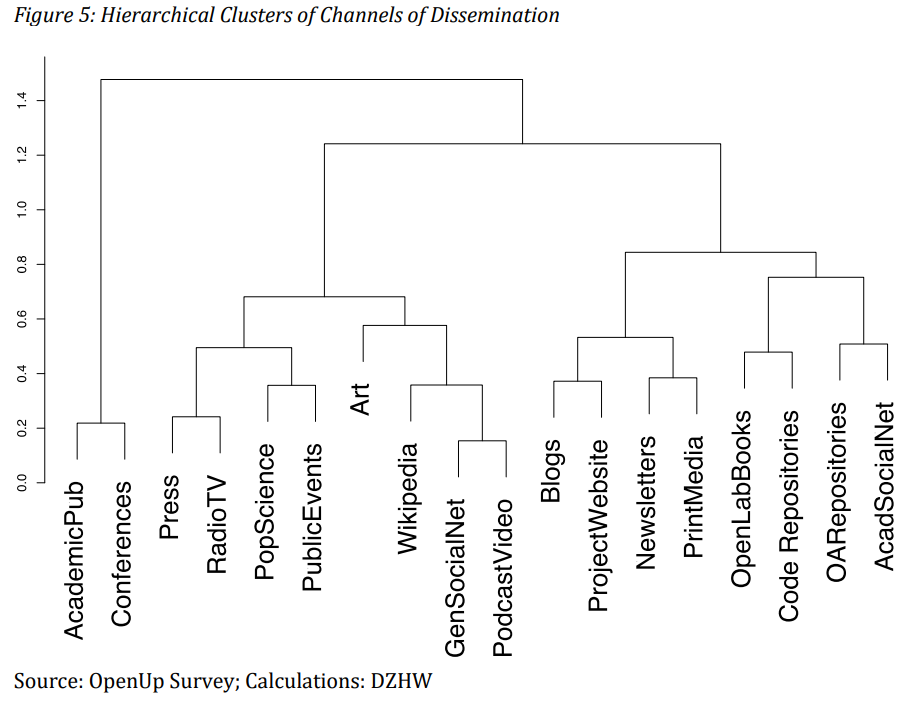 Figure 5: Hierarchical Clusters of Channels of Dissemination
1.4
1.2
1.0
0.8
0.6
0.4
0.2
0.0
AcademicPub
Conferences
Press
RadioTV
PopScience
PublicEvents
Art
Wikipedia
GenSocialNet
PodcastVideo
Blogs
ProjectWebsite
Newsletters
PrintMedia
OpenLabBooks
Code Repositories
OARepositories
AcadSocialNet
Source: OpenUp Survey; Calculations: DZHW